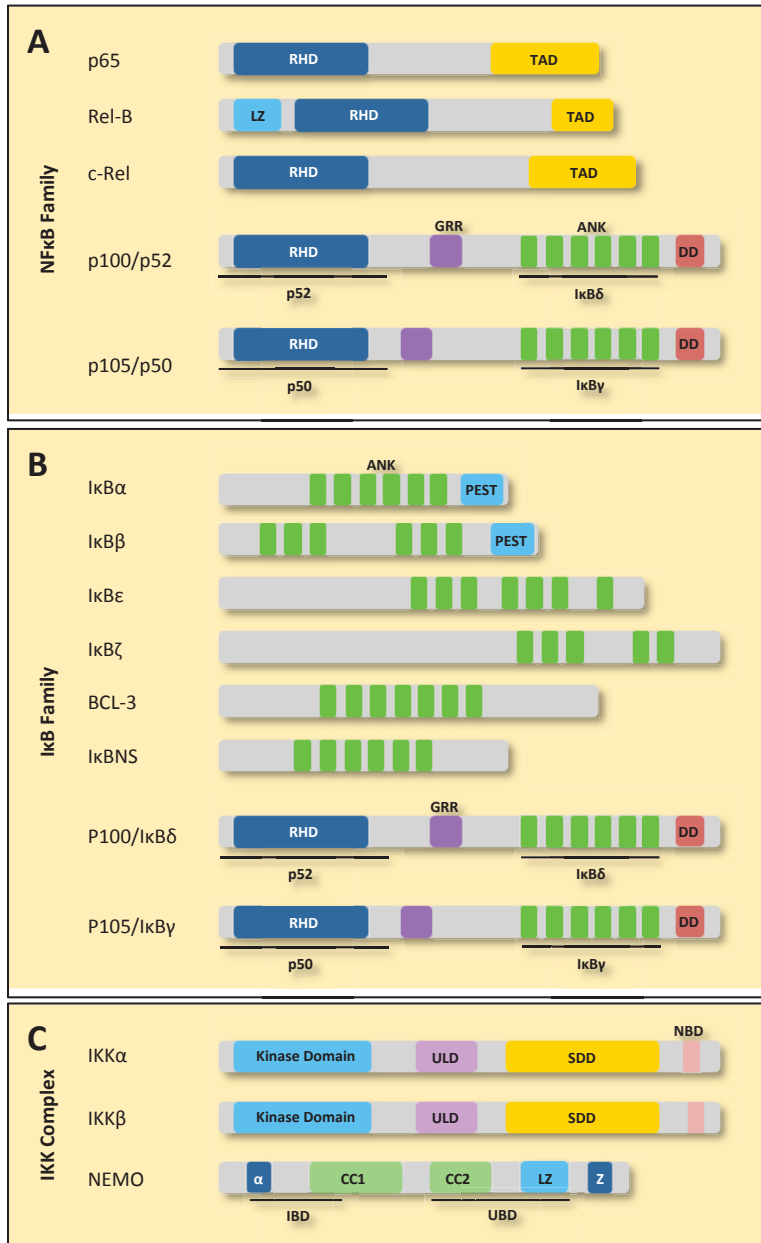 A
NFκB Family
p65
RHD
TAD
Rel-B
LZ
RHD
TAD
c-Rel
RHD
TAD
GRR
ANK
p100/p52
RHD
DD
p52
IκBδ
p105/p50
RHD
DD
p50
IκBγ
B
IκB Family
ANK
IκBα
PEST
IκBβ
PEST
IκBε
IκBζ
BCL-3
IκBNS
GRR
P100/IκBδ
RHD
DD
p52
IκBδ
P105/IκBγ
RHD
DD
p50
IκBγ
C
IKK Complex
NBD
IKKα
Kinase Domain
ULD
SDD
IKKβ
Kinase Domain
ULD
SDD
NEMO
α
CC1
CC2
LZ
Z
IBD
UBD